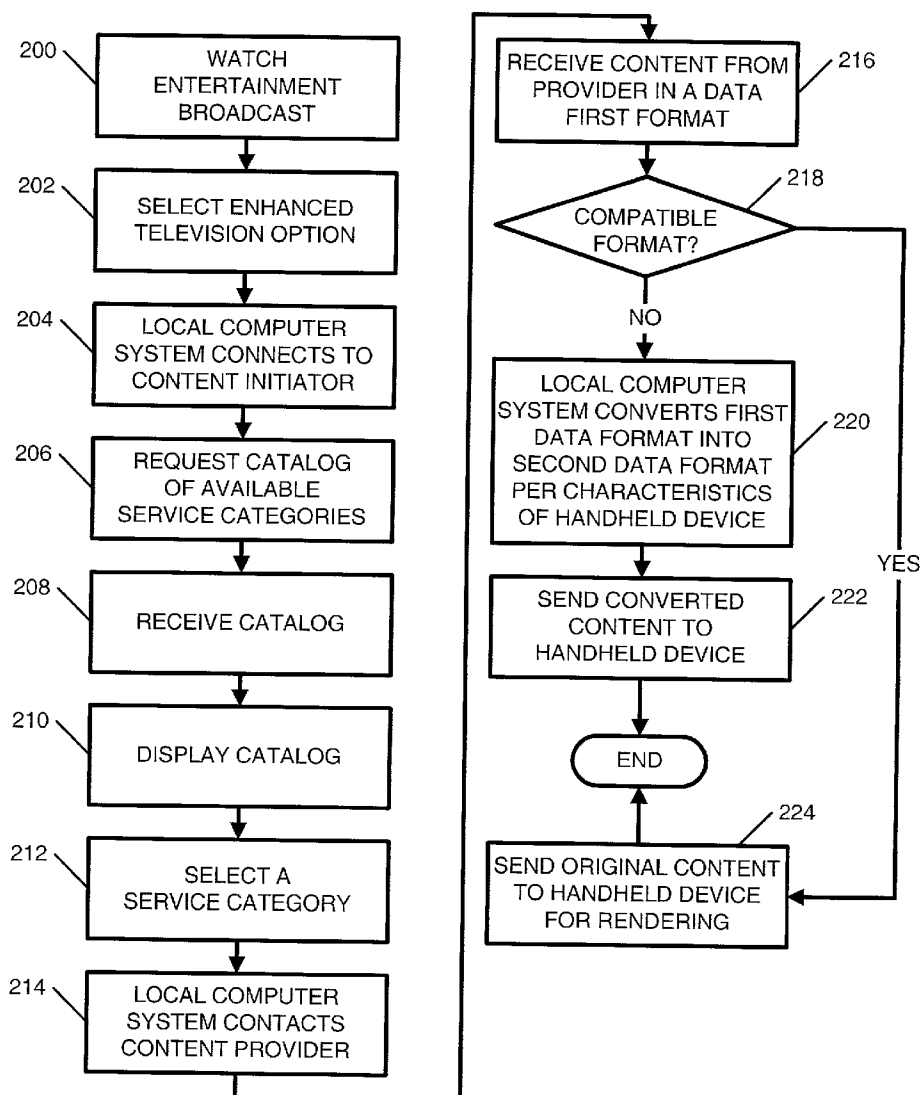 200
WATCH
ENTERTAINMENT
BROADCAST
202
SELECT ENHANCED
TELEVISION OPTION
204
LOCAL COMPUTER
SYSTEM CONNECTS TO
CONTENT INITIATOR
206
REQUEST CATALOG
OF AVAILABLE
SERVICE CATEGORIES
208
RECEIVE CATALOG
210
DISPLAY CATALOG
212
SELECT A
SERVICE CATEGORY
214
LOCAL COMPUTER
SYSTEM CONTACTS
CONTENT PROVIDER
216
RECEIVE CONTENT FROM
PROVIDER IN A DATA
FIRST FORMAT
218
COMPATIBLE
FORMAT?
NO
YES
220
LOCAL COMPUTER
SYSTEM CONVERTS FIRST
DATA FORMAT INTO
SECOND DATA FORMAT
PER CHARACTERISTICS
OF HANDHELD DEVICE
222
SEND CONVERTED
CONTENT TO
HANDHELD DEVICE
END
224
SEND ORIGINAL CONTENT
TO HANDHELD DEVICE
FOR RENDERING